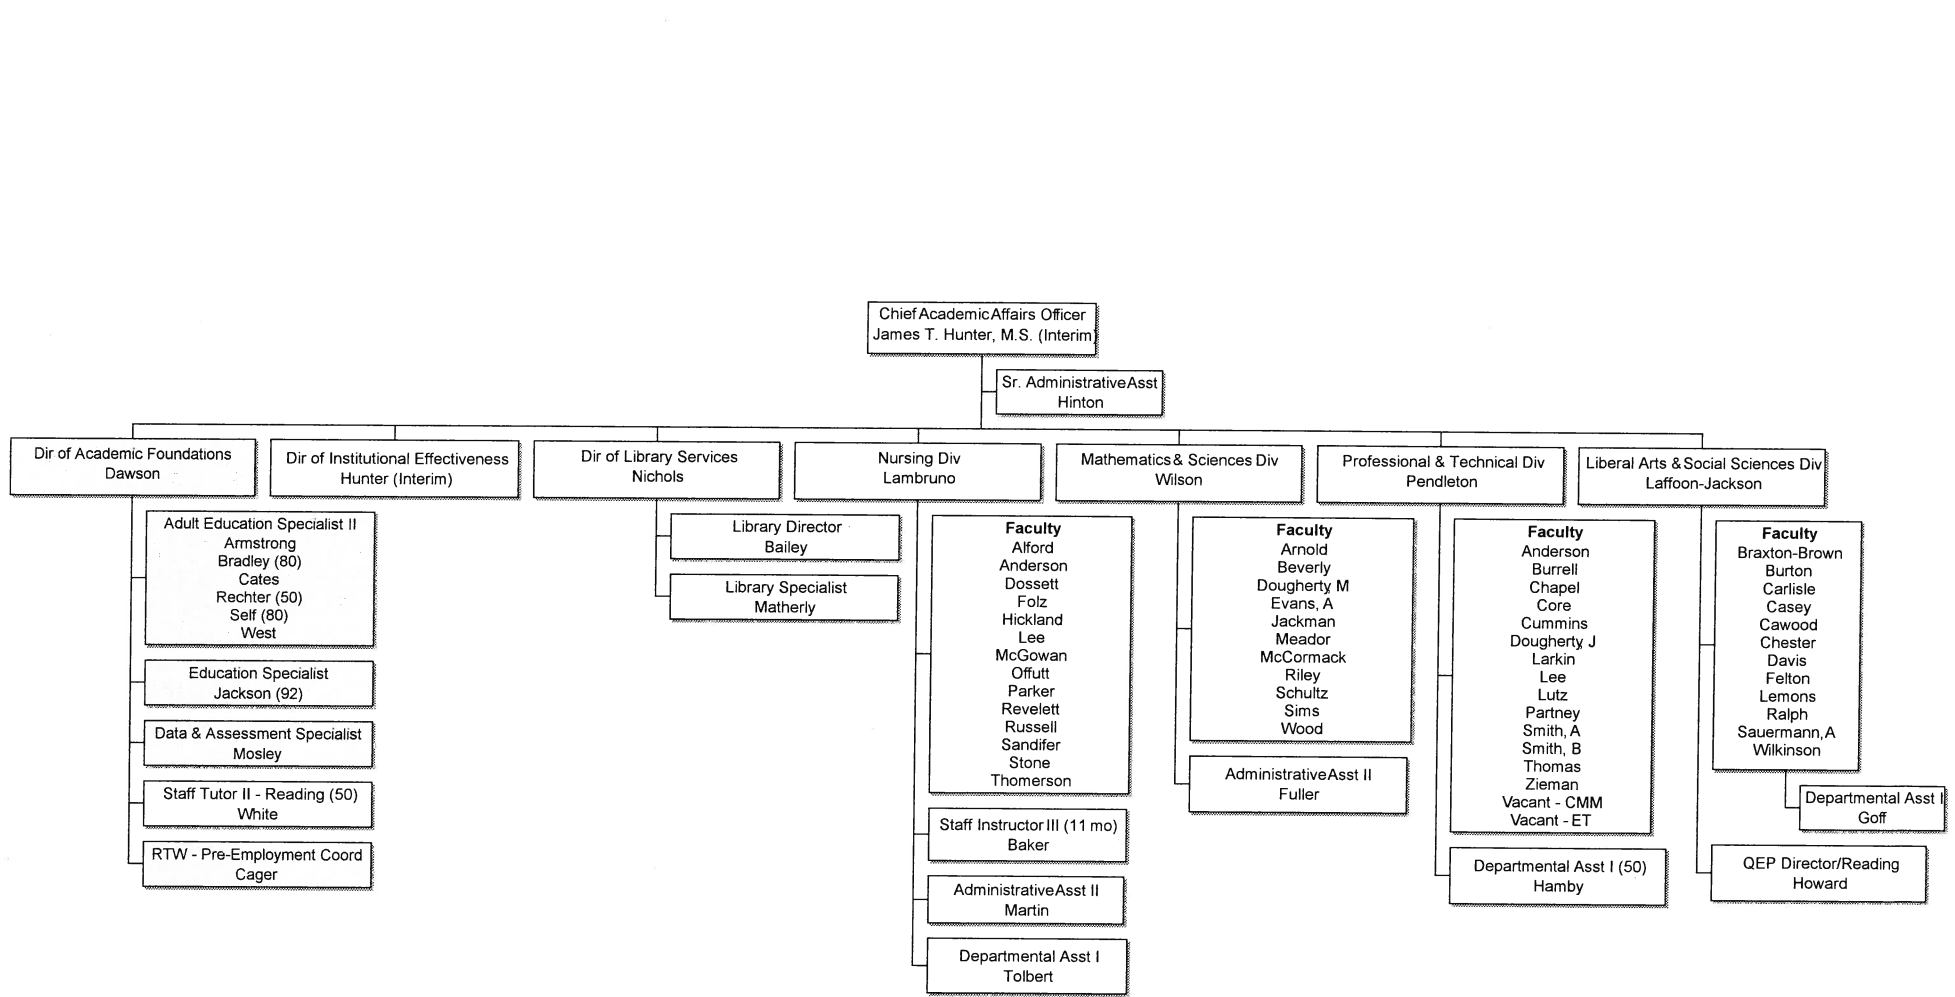 Chief Academic Affairs Officer
James T. Hunter, M.S. (Interim)
Sr. Administrative Asst
Hinton
Dir of Academic Foundations
Dawson
Adult Education Specialist II
Armstrong
Bradley (80)
Cates
Rechter (50)
Self (80)
West
Education Specialist
Jackson (92)
Data & Assessment Specialist
Mosley
Staff Tutor II - Reading (50)
White
RTW - Pre-Employment Coord
Cager
Dir of Institutional Effectiveness
Hunter (Interim)
Dir of Library Services
Nichols
Library Director
Bailey
Library Specialist
Matherly
Nursing Div
Lambruno
Faculty
Alford
Anderson
Dossett
Folz
Hickland
Lee
McGowan
Offutt
Parker
Revelett
Russell
Sandifer
Stone
Thomerson
Staff Instructor III (11 mo)
Baker
Administrative Asst II
Martin
Departmental Asst I
Tolbert
Mathematics & Sciences Div
Wilson
Faculty
Arnold
Beverly
Dougherty, M
Evans, A
Jackman
Meador
McCormack
Riley
Schultz
Sims
Wood
Administrative Asst II
Fuller
Professional & Technical Div
Pendleton
Faculty
Anderson
Burrell
Chapel
Core
Cummins
Dougherty, J
Larkin
Lee
Lutz
Partney
Smith, A
Smith, B
Thomas
Zieman
Vacant - CMM
Vacant - ET
Departmental Asst I (50)
Hamby
Liberal Arts & Social Sciences Div
Laffoon-Jackson
Faculty
Braxton-Brown
Burton
Carlisle
Casey
Cawood
Chester
Davis
Felton
Lemons
Ralph
Sauermann, A
Wilkinson
Departmental Asst I
Goff
QEP Director/Reading
Howard